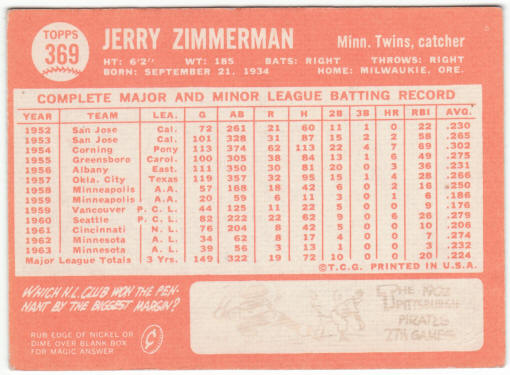 TOPPS
369
JERRY ZIMMERMAN
Minn. Twins, catcher
HT: 6'2" WT: 185 BATS: RIGHT THROWS: RIGHT
BORN: SEPTEMBER 21, 1934 HOME: MILWAUKIE, ORE.
COMPLETE MAJOR AND MINOR LEAGUE BATTING RECORD
YEAR TEAM LEA. G AB R H 2B 3B HR RBI AVG.
1952 San Jose Cal. 72 261 21 60 11 1 0 22 .230
1953 San Jose Cal. 101 328 31 87 15 2 2 58 .265
1954 Corning Pony 113 374 62 113 22 4 7 69 .302
1955 Greensboro Carol. 100 305 38 84 13 1 6 49 .275
1956 Albany East. 111 350 30 81 20 0 3 36 .231
1957 Okla. City Texas 119 357 32 95 15 1 4 28 .266
1958 Minneapolis A.A. 57 168 18 42 6 0 2 16 .250
1959 Minneapolis A.A. 20 59 6 11 3 0 1 6 .186
1959 Vancouver P.C.L. 44 125 11 22 5 0 0 9 .176
1960 Seattle P.C.L. 82 222 22 62 9 0 6 26 .279
1961 Cincinnati N.L. 76 204 8 42 5 0 0 10 .206
1962 Minnesota A.L. 34 62 8 17 4 0 0 7 .274
1963 Minnesota A.L. 39 56 3 13 1 0 0 3 .232
Major League Totals 3 Yrs. 149 322 19 72 10 0 0 20 .224
©T.C.G. PRINTED IN U.S.A.
WHICH N.L. CLUB WON THE PEN-
NANT BY THE BIGGEST MARGIN?
RUB EDGE OF NICKEL OR
DIME OVER BLANK BOX
FOR MAGIC ANSWER
THE 1902
PITTSBURGH
PIRATES
27½ GAMES